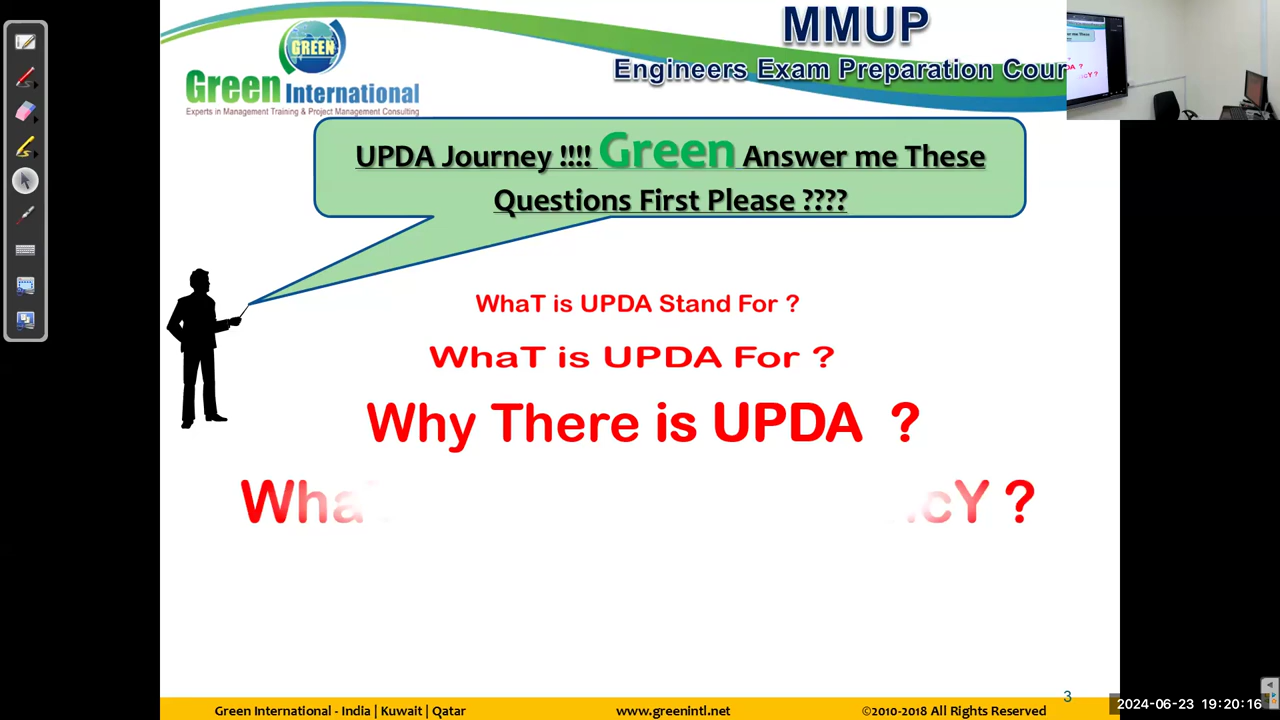 MMUP
Engineers Exam Preparation Cour
GREEN
Green International
Experts in Management Training & Project Management Consulting
UPDA Journey !!!! Green Answer me These
Questions First Please ????
WhaT is UPDA Stand For ?
WhaT is UPDA For ?
Why There is UPDA ?
?
3
Green International - India | Kuwait | Qatar
www.greenintl.net
©2010-2018 All Rights Reserved
2024-06-23 19:20:16